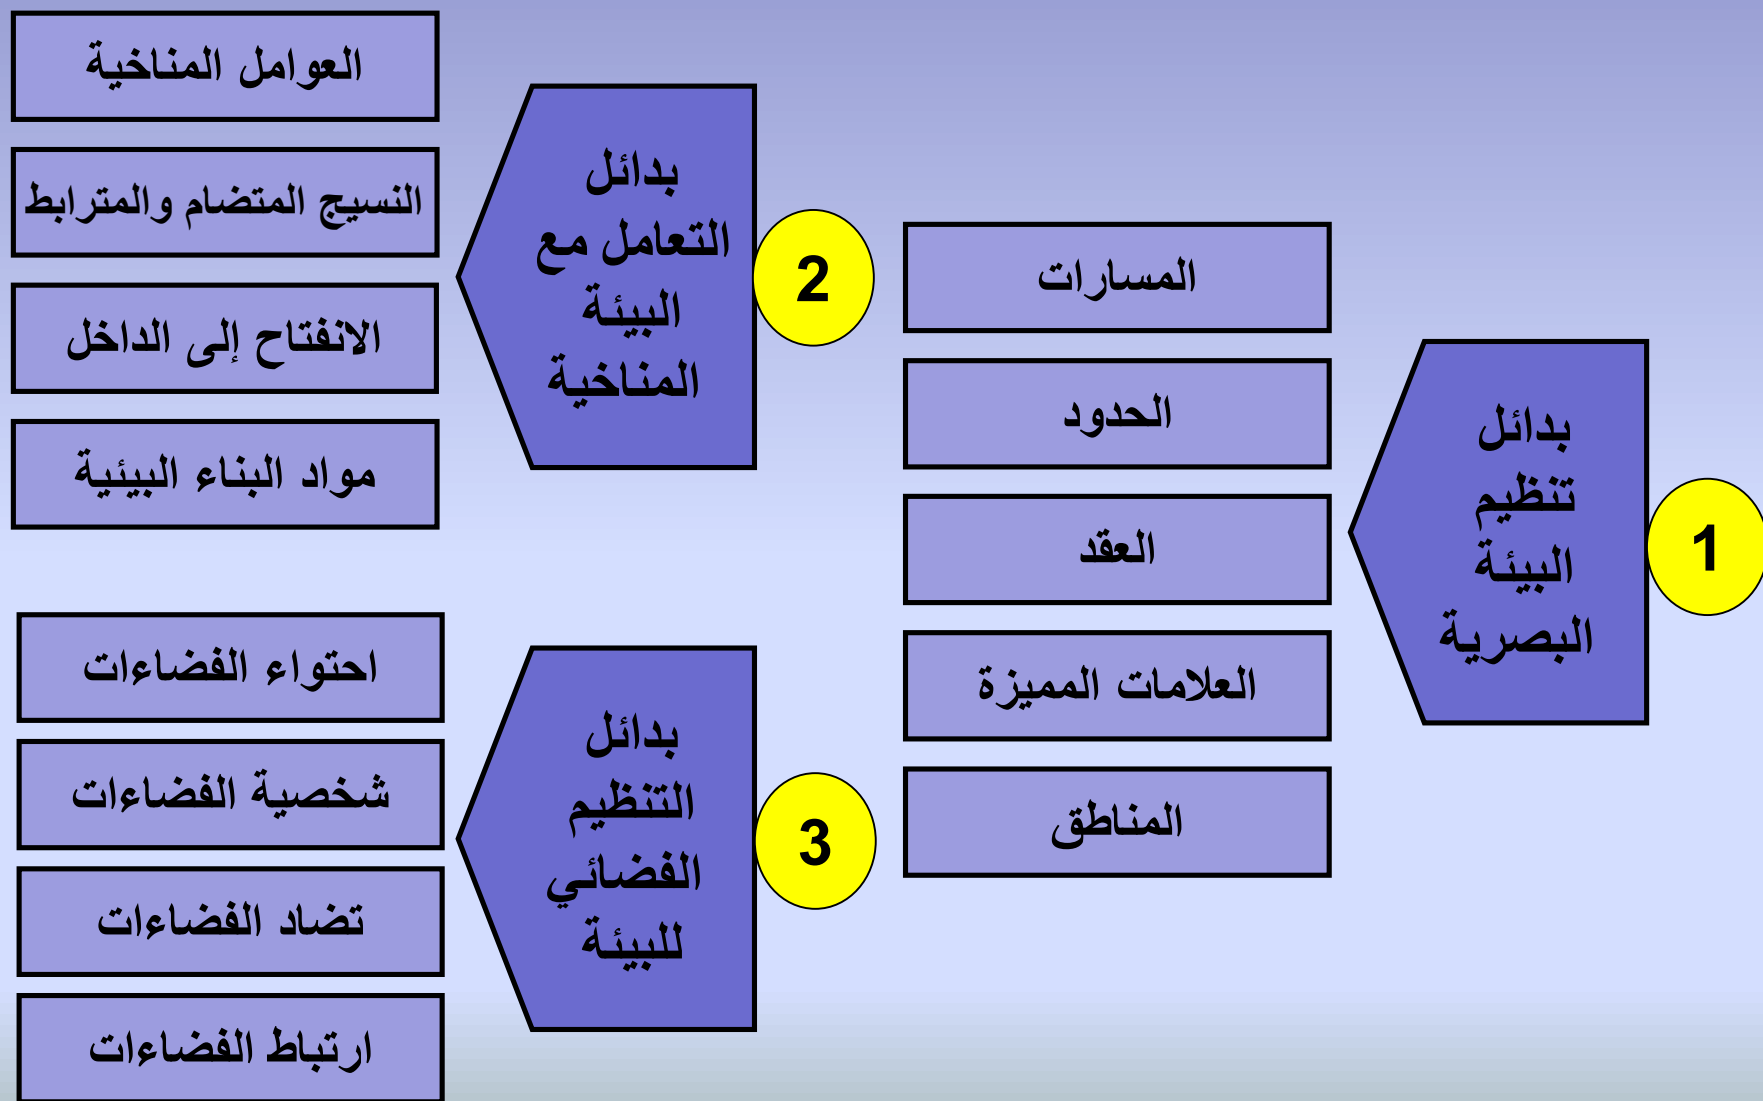 1
بدائل
تنظيم
البيئة
البصرية
المسارات
الحدود
العقد
العلامات المميزة
المناطق
2
بدائل
التعامل مع
البيئة
المناخية
العوامل المناخية
النسيج المتضام والمترابط
الانفتاح إلى الداخل
مواد البناء البيئية
3
بدائل
التنظيم
الفضائي
للبيئة
احتواء الفضاءات
شخصية الفضاءات
تضاد الفضاءات
ارتباط الفضاءات